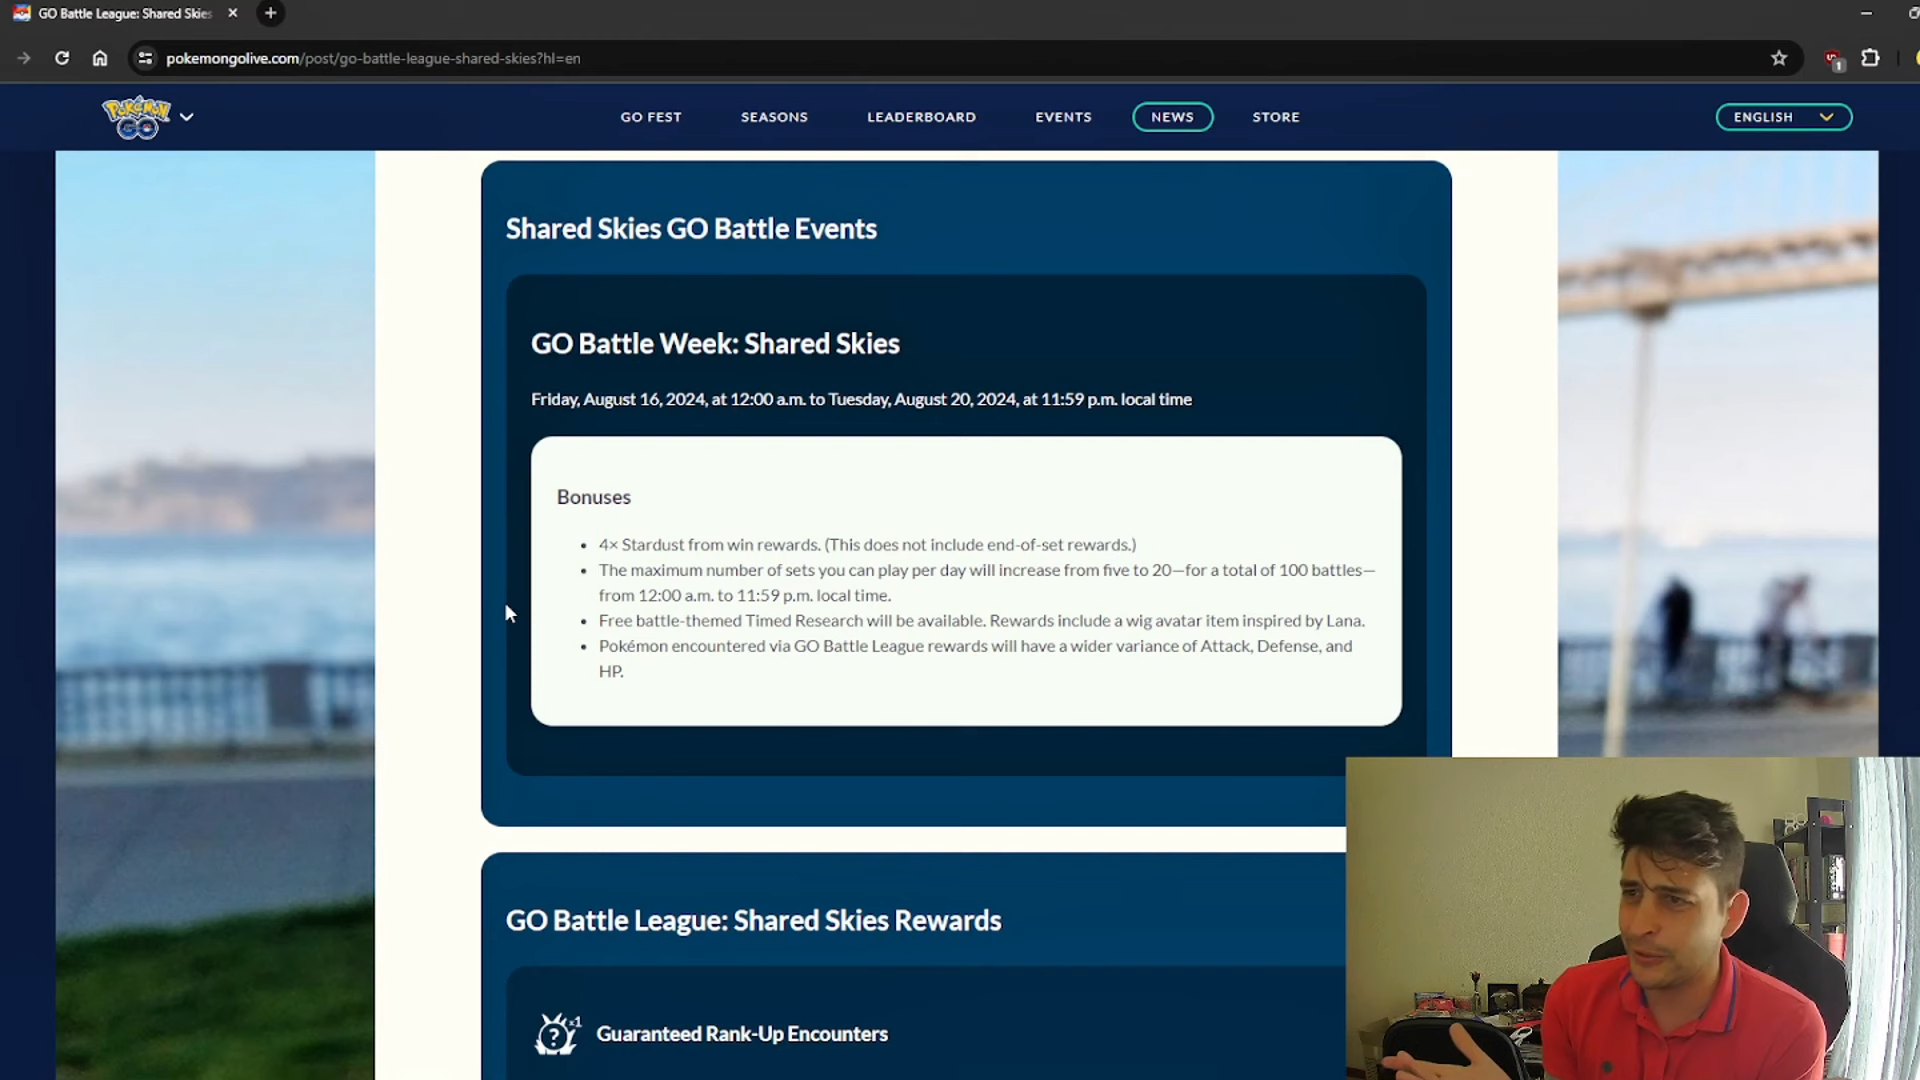 GO Battle League: Shared Skies
pokemongolive.com/post/go-battle-league-shared-skies?hl=en
1
POKÉMON
GO
GO FEST
SEASONS
LEADERBOARD
EVENTS
NEWS
STORE
ENGLISH
Shared Skies GO Battle Events
GO Battle Week: Shared Skies
Friday, August 16, 2024, at 12:00 a.m. to Tuesday, August 20, 2024, at 11:59 p.m. local time
Bonuses
• 4× Stardust from win rewards. (This does not include end-of-set rewards.)
• The maximum number of sets you can play per day will increase from five to 20—for a total of 100 battles—
from 12:00 a.m. to 11:59 p.m. local time.
• Free battle-themed Timed Research will be available. Rewards include a wig avatar item inspired by Lana.
• Pokémon encountered via GO Battle League rewards will have a wider variance of Attack, Defense, and
HP.
GO Battle League: Shared Skies Rewards
?
x1
Guaranteed Rank-Up Encounters